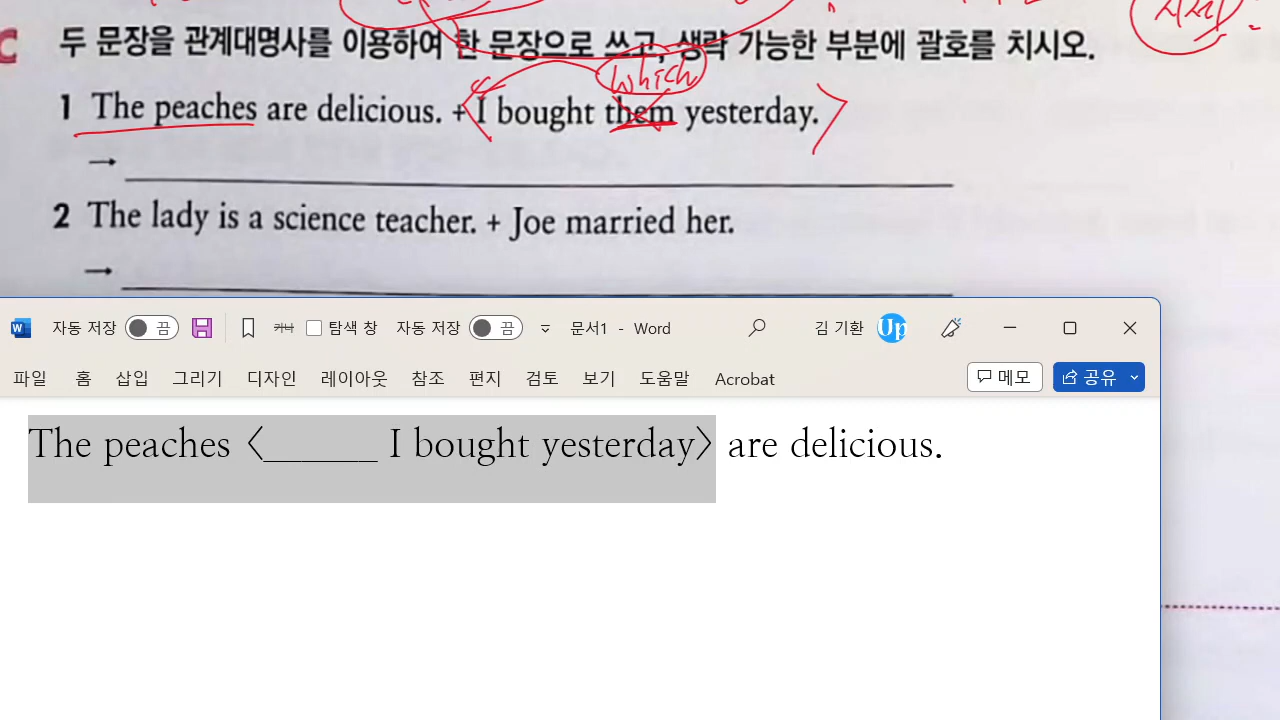 시제
C 두 문장을 관계대명사를 이용하여 한 문장으로 쓰고, 생략 가능한 부분에 괄호를 치시오.
which
1 The peaches are delicious. + I bought them yesterday.
→
2 The lady is a science teacher. + Joe married her.
→
자동 저장 끔 가나 탐색 창 자동 저장 끔 문서1 - Word 김 기환 Up
파일 홈 삽입 그리기 디자인 레이아웃 참조 편지 검토 보기 도움말 Acrobat 메모 공유
The peaches 〈______ I bought yesterday〉 are delicious.